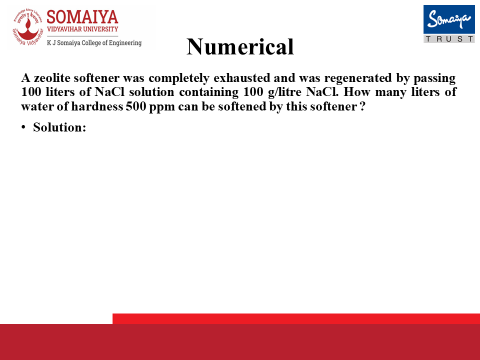 SOMAIYA
VIDYAVIHAR UNIVERSITY
K J Somaiya College of Engineering
Somaiya
TRUST
Numerical
A zeolite softener was completely exhausted and was regenerated by passing
100 liters of NaCl solution containing 100 g/litre NaCl. How many liters of
water of hardness 500 ppm can be softened by this softener ?
• Solution: